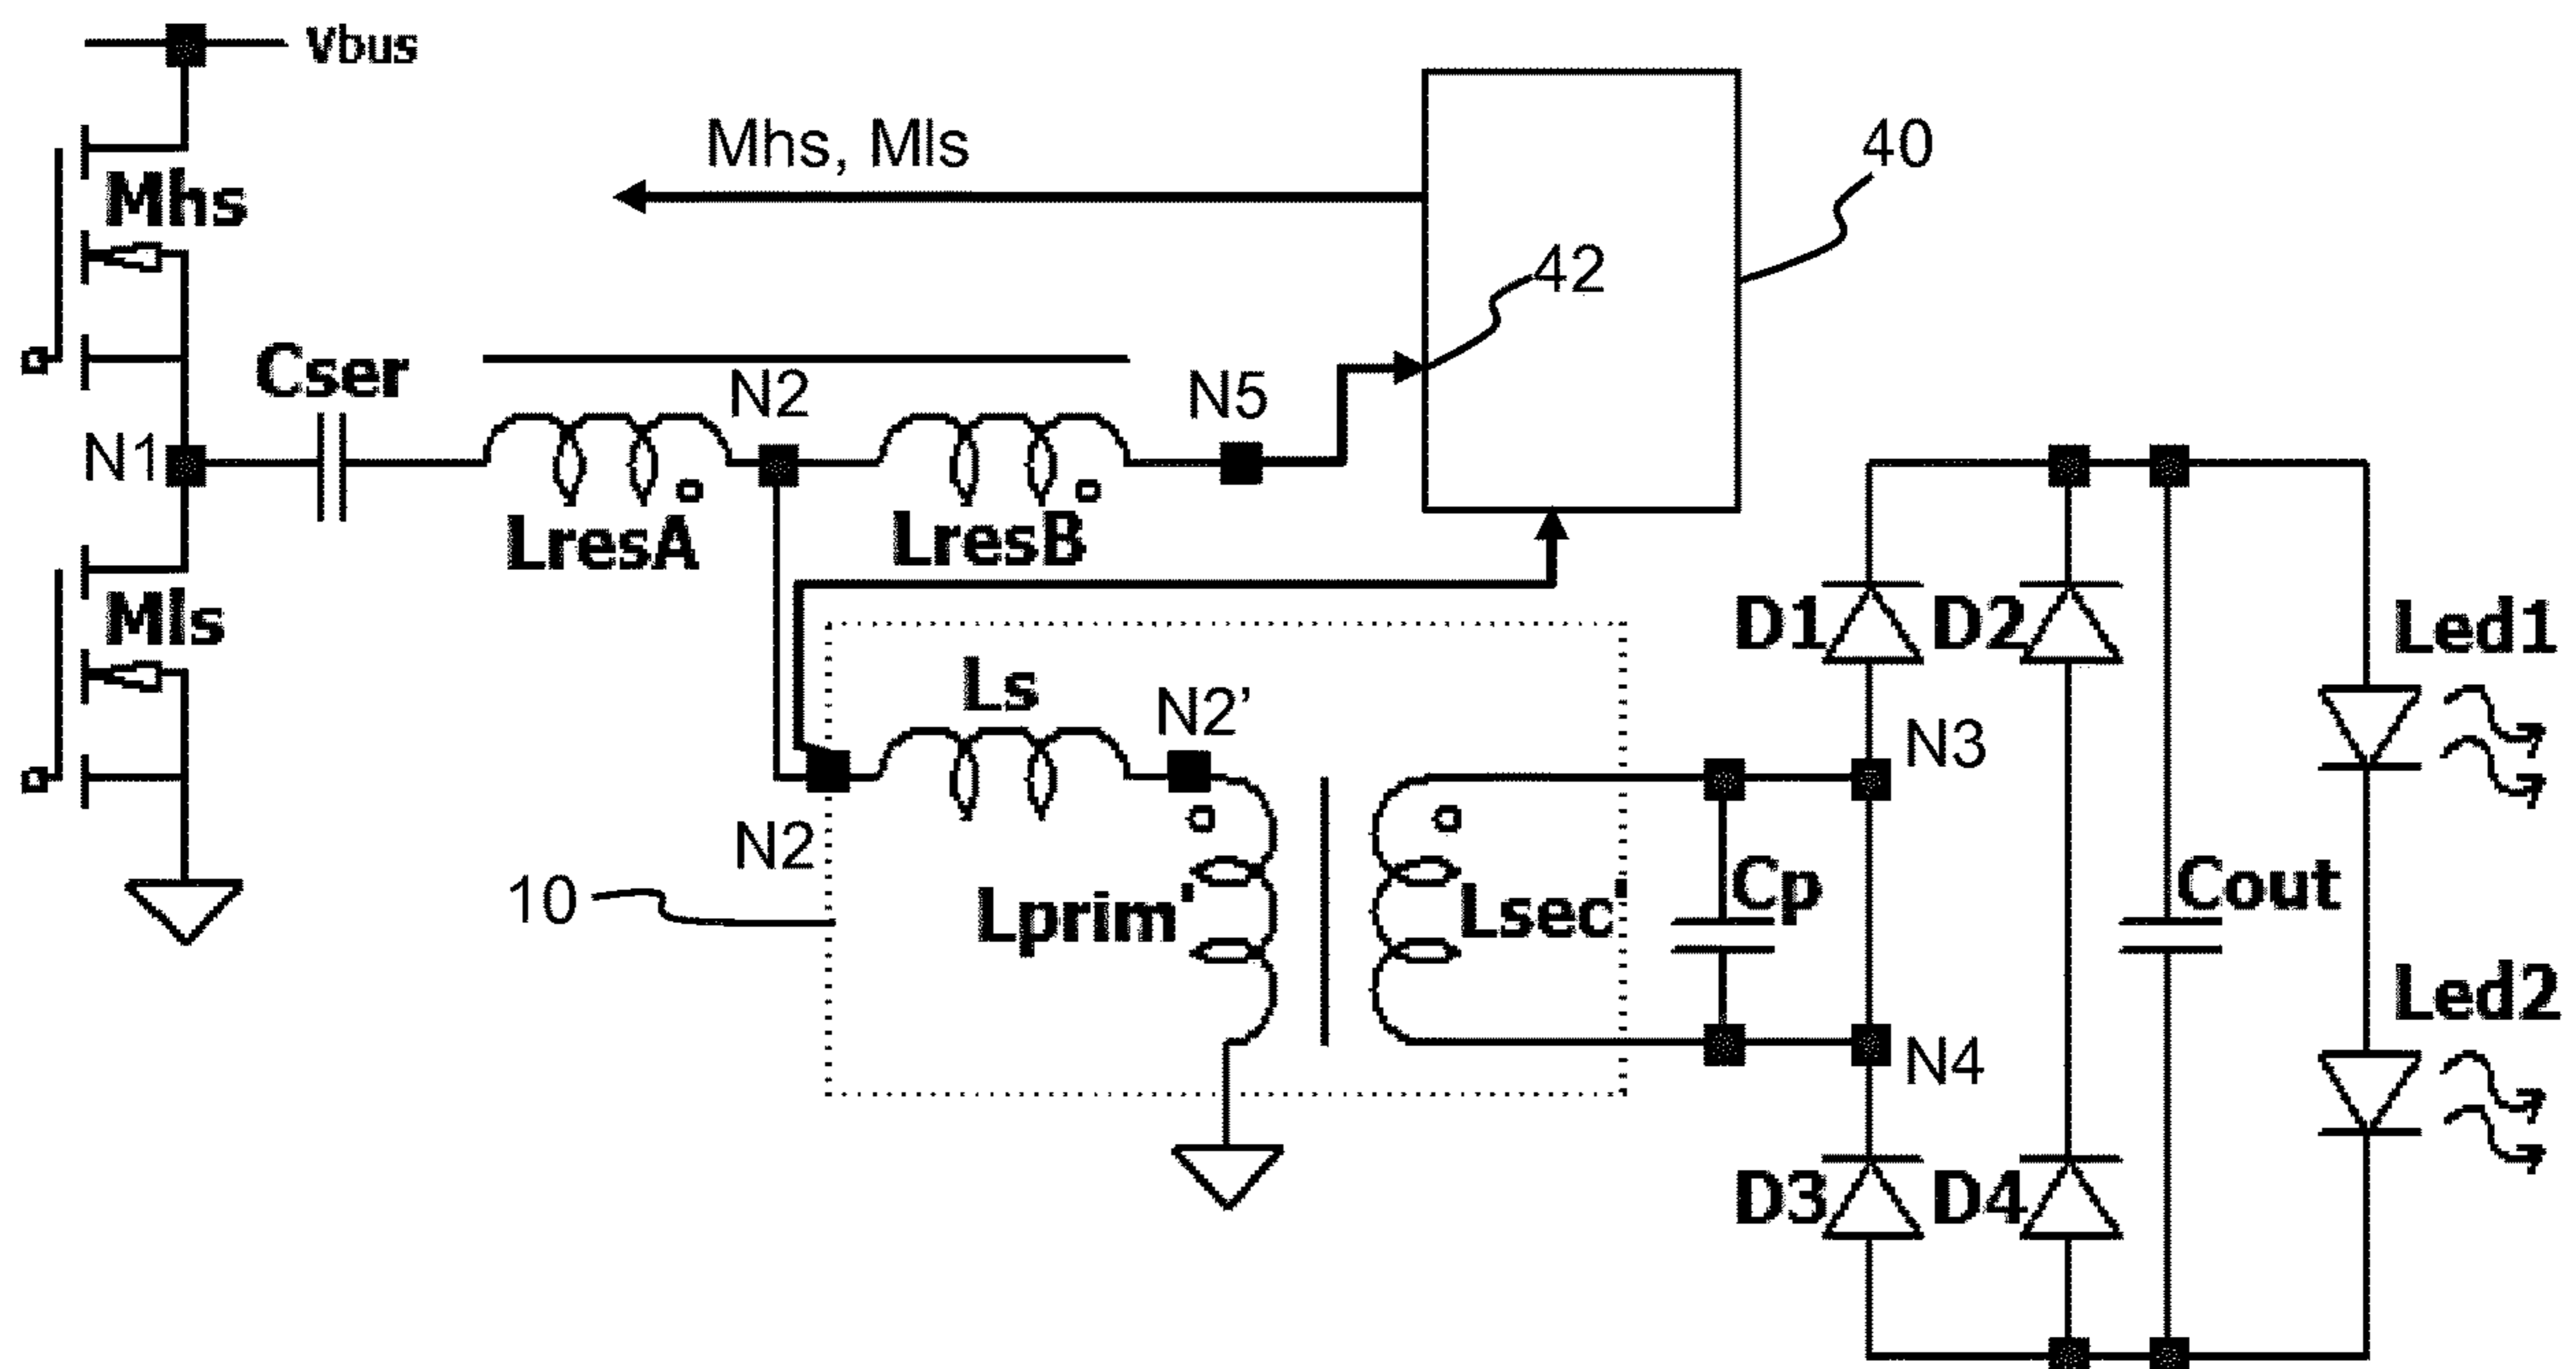 Vbus
Mhs, Mls
40
Mhs
42
Cser
N2
N5
N1
LresA
LresB
Mls
D1
D2
Led1
Ls
N2’
N3
N2
10
Lprim'
Lsec'
Cp
Cout
Led2
N4
D3
D4